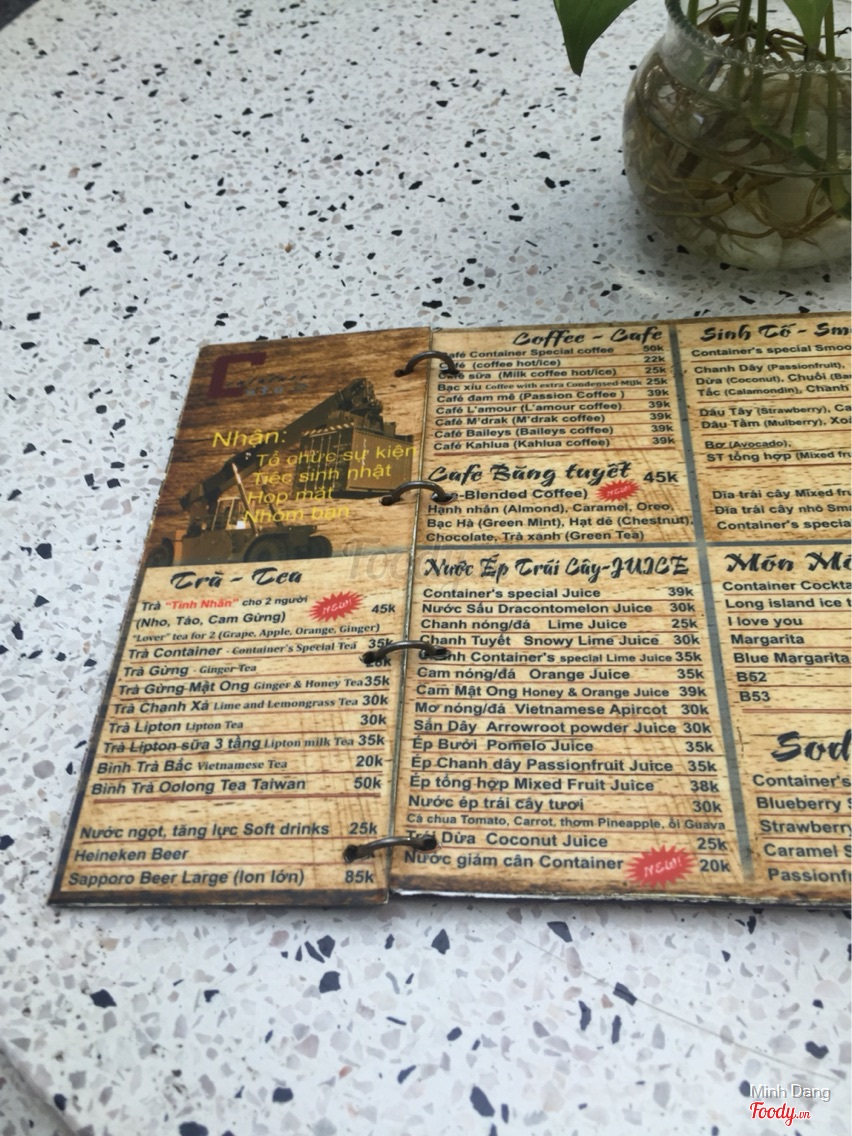 Nhận:
Tổ chức sự kiện
Tiệc sinh nhật
Họp mặt
Nhóm bạn
Trà - Tea
Trà "Tình Nhân" cho 2 người NEW! 45k
(Nho, Táo, Cam Gừng)
"Lover" tea for 2 (Grape, Apple, Orange, Ginger)
Trà Container - Container's Special Tea 35k
Trà Gừng - Ginger Tea
Trà Gừng Mật Ong Ginger & Honey Tea 35k
Trà Chanh Xả Lime and Lemongrass Tea 30k
Trà Lipton Lipton Tea 30k
Trà Lipton sữa 3 tầng Lipton milk Tea 35k
Bình Trà Bắc Vietnamese Tea 20k
Bình Trà Oolong Tea Taiwan 50k
Nước ngọt, tăng lực Soft drinks 25k
Heineken Beer
Sapporo Beer Large (lon lớn) 85k
Coffee - Cafe
Café Container Special coffee 50k
Café (coffee hot/ice) 22k
Café sữa (Milk coffee hot/ice) 25k
Bạc xỉu Coffee with extra Condensed Milk 25k
Café đam mê (Passion Coffee ) 39k
Café L'amour (L'amour coffee) 39k
Café M'drak (M'drak coffee) 39k
Café Baileys (Baileys coffee) 39k
Café Kahlua (Kahlua coffee) 39k
Cafe Băng tuyết 45k
-Blended Coffee) NEW!
Hạnh nhân (Almond), Caramel, Oreo,
Bạc Hà (Green Mint), Hạt dẻ (Chestnut),
Chocolate, Trà xanh (Green Tea)
Nước Ép Trái Cây-JUICE
Container's special Juice 39k
Nước Sấu Dracontomelon Juice 30k
Chanh nóng/đá Lime Juice 25k
Chanh Tuyết Snowy Lime Juice 30k
Container's special Lime Juice 35k
Cam nóng/đá Orange Juice 35k
Cam Mật Ong Honey & Orange Juice 39k
Mơ nóng/đá Vietnamese Apircot 30k
Sắn Dây Arrowroot powder Juice 30k
Ép Bưởi Pomelo Juice 35k
Ép Chanh dây Passionfruit Juice 35k
Ép tổng hợp Mixed Fruit Juice 38k
Nước ép trái cây tươi 30k
Cà chua Tomato, Carrot, thơm Pineapple, ổi Guava
Trái Dừa Coconut Juice 25k
Nước giảm cân Container NEW! 20k
Sinh Tố - Smo
Container's special Smoo
Chanh Dây (Passionfruit),
Dừa (Coconut), Chuối (Ban
Tắc (Calamondin), Chanh
Dâu Tây (Strawberry), Ca
Dâu Tằm (Mulberry), Xoà
Bơ (Avocado),
ST tổng hợp (Mixed fru
Dĩa trái cây Mixed fru
Dĩa trái cây nhỏ Sma
Container's specia
Món Mớ
Container Cockta
Long island ice t
I love you
Margarita
Blue Margarita
B52
B53
Sod
Container's
Blueberry S
Strawberry
Caramel S
Passionfr
Minh Dang
Foody.vn